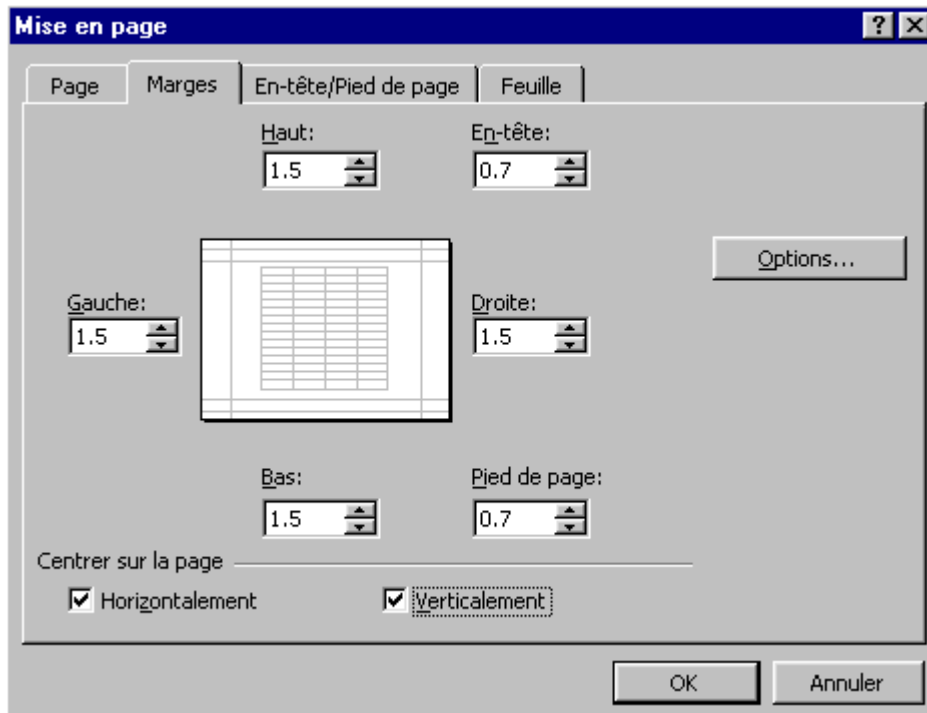 Mise en page
Page Marges En-tête/Pied de page Feuille
Haut: En-tête:
1.5 0.7
Options...
Gauche: Droite:
1.5 1.5
Bas: Pied de page:
1.5 0.7
Centrer sur la page
Horizontalement Verticalement
OK Annuler